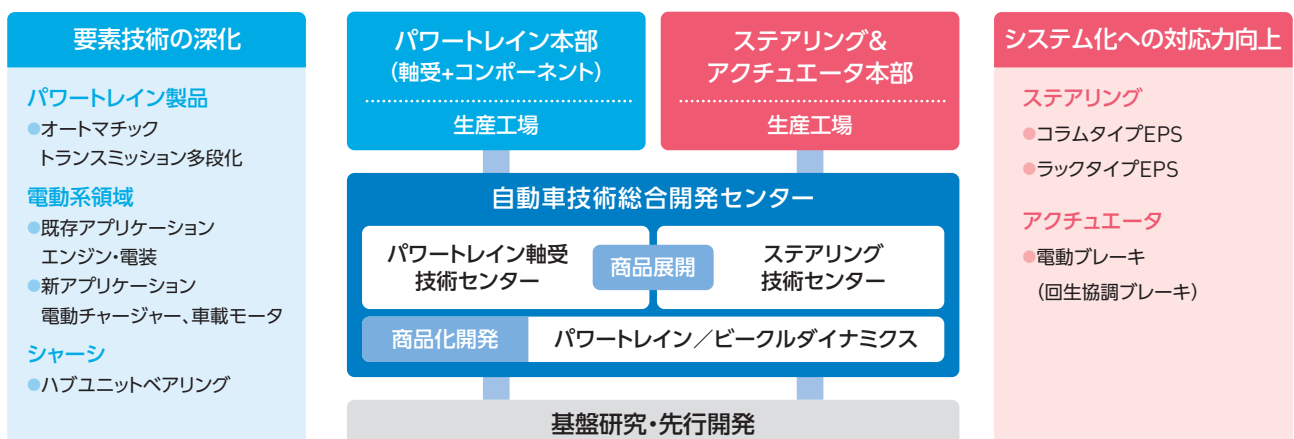 要素技術の深化
パワートレイン製品
●オートマチック
トランスミッション多段化
電動系領域
●既存アプリケーション
エンジン・電装
●新アプリケーション
電動チャージャー、車載モータ
シャーシ
●ハブユニットベアリング
パワートレイン本部
(軸受+コンポーネント)
生産工場
ステアリング&
アクチュエータ本部
生産工場
自動車技術総合開発センター
パワートレイン軸受
技術センター
商品展開
ステアリング
技術センター
商品化開発
パワートレイン/ビークルダイナミクス
基盤研究・先行開発
システム化への対応力向上
ステアリング
●コラムタイプEPS
●ラックタイプEPS
アクチュエータ
●電動ブレーキ
(回生協調ブレーキ)